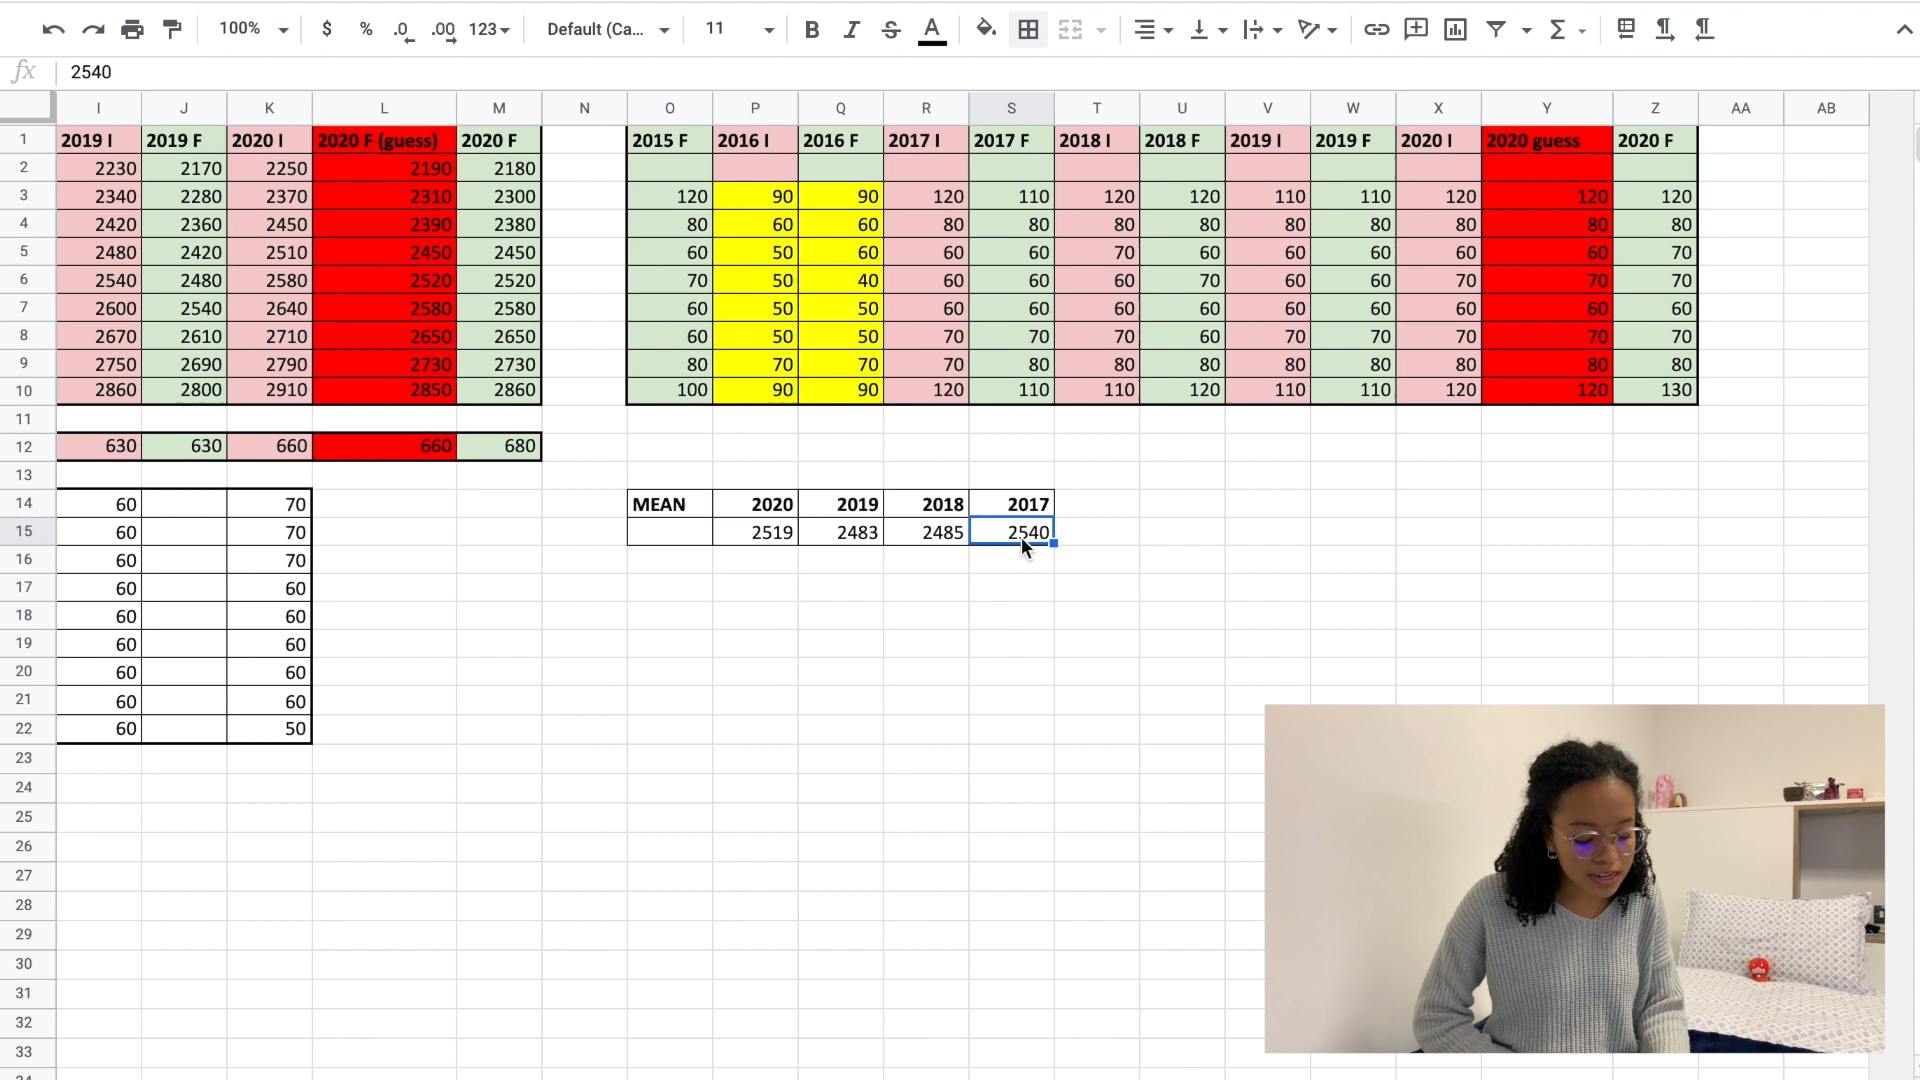 100% $ % .0 .00 123 Default (Ca... 11 B I S A
fx 2540
I J K L M N O P Q R S T U V W X Y Z AA AB
1 2019 I 2019 F 2020 I 2020 F (guess) 2020 F 2015 F 2016 I 2016 F 2017 I 2017 F 2018 I 2018 F 2019 I 2019 F 2020 I 2020 guess 2020 F
2 2230 2170 2250 2190 2180
3 2340 2280 2370 2310 2300 120 90 90 120 110 120 120 110 110 120 120 120
4 2420 2360 2450 2390 2380 80 60 60 80 80 80 80 80 80 80 80 80
5 2480 2420 2510 2450 2450 60 50 60 60 60 70 60 60 60 60 60 70
6 2540 2480 2580 2520 2520 70 50 40 60 60 60 70 60 60 70 70 70
7 2600 2540 2640 2580 2580 60 50 50 60 60 60 60 60 60 60 60 60
8 2670 2610 2710 2650 2650 60 50 50 70 70 70 60 70 70 70 70 70
9 2750 2690 2790 2730 2730 80 70 70 70 80 80 80 80 80 80 80 80
10 2860 2800 2910 2850 2860 100 90 90 120 110 110 120 110 110 120 120 130
11
12 630 630 660 660 680
13
14 60 70 MEAN 2020 2019 2018 2017
15 60 70 2519 2483 2485 2540
16 60 70
17 60 60
18 60 60
19 60 60
20 60 60
21 60 60
22 60 50
23
24
25
26
27
28
29
30
31
32
33